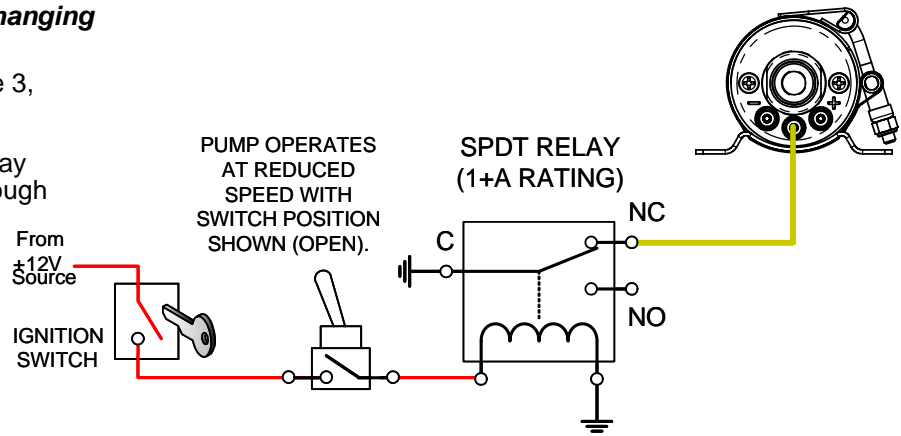 hanging
e 3,
ay
ough
PUMP OPERATES
AT REDUCED
SPEED WITH
SWITCH POSITION
SHOWN (OPEN).
SPDT RELAY
(1+A RATING)
NC
C
NO
From
+12V
Source
IGNITION
SWITCH
- +